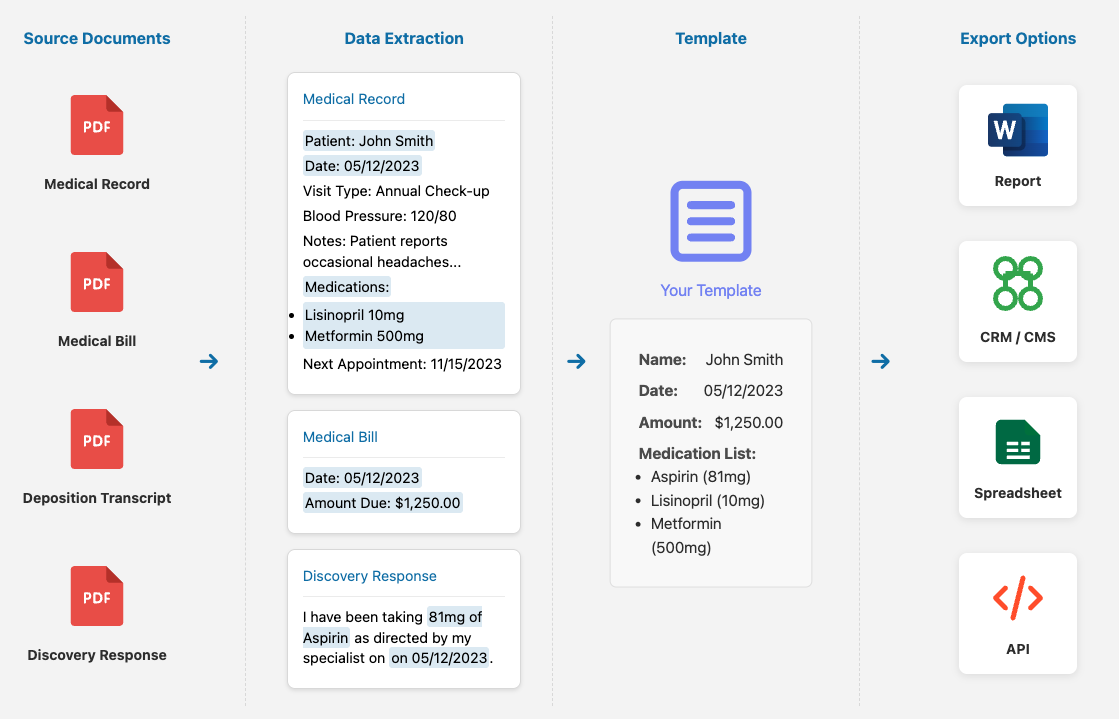 Source Documents
PDF
Medical Record
PDF
Medical Bill
PDF
Deposition Transcript
PDF
Discovery Response
Data Extraction
Medical Record
Patient: John Smith
Date: 05/12/2023
Visit Type: Annual Check-up
Blood Pressure: 120/80
Notes: Patient reports
occasional headaches...
Medications:
• Lisinopril 10mg
• Metformin 500mg
Next Appointment: 11/15/2023
Medical Bill
Date: 05/12/2023
Amount Due: $1,250.00
Discovery Response
I have been taking 81mg of
Aspirin as directed by my
specialist on on 05/12/2023.
Template
Your Template
Name: John Smith
Date: 05/12/2023
Amount: $1,250.00
Medication List:
• Aspirin (81mg)
• Lisinopril (10mg)
• Metformin
(500mg)
Export Options
W
Report
CRM / CMS
Spreadsheet
</>
API